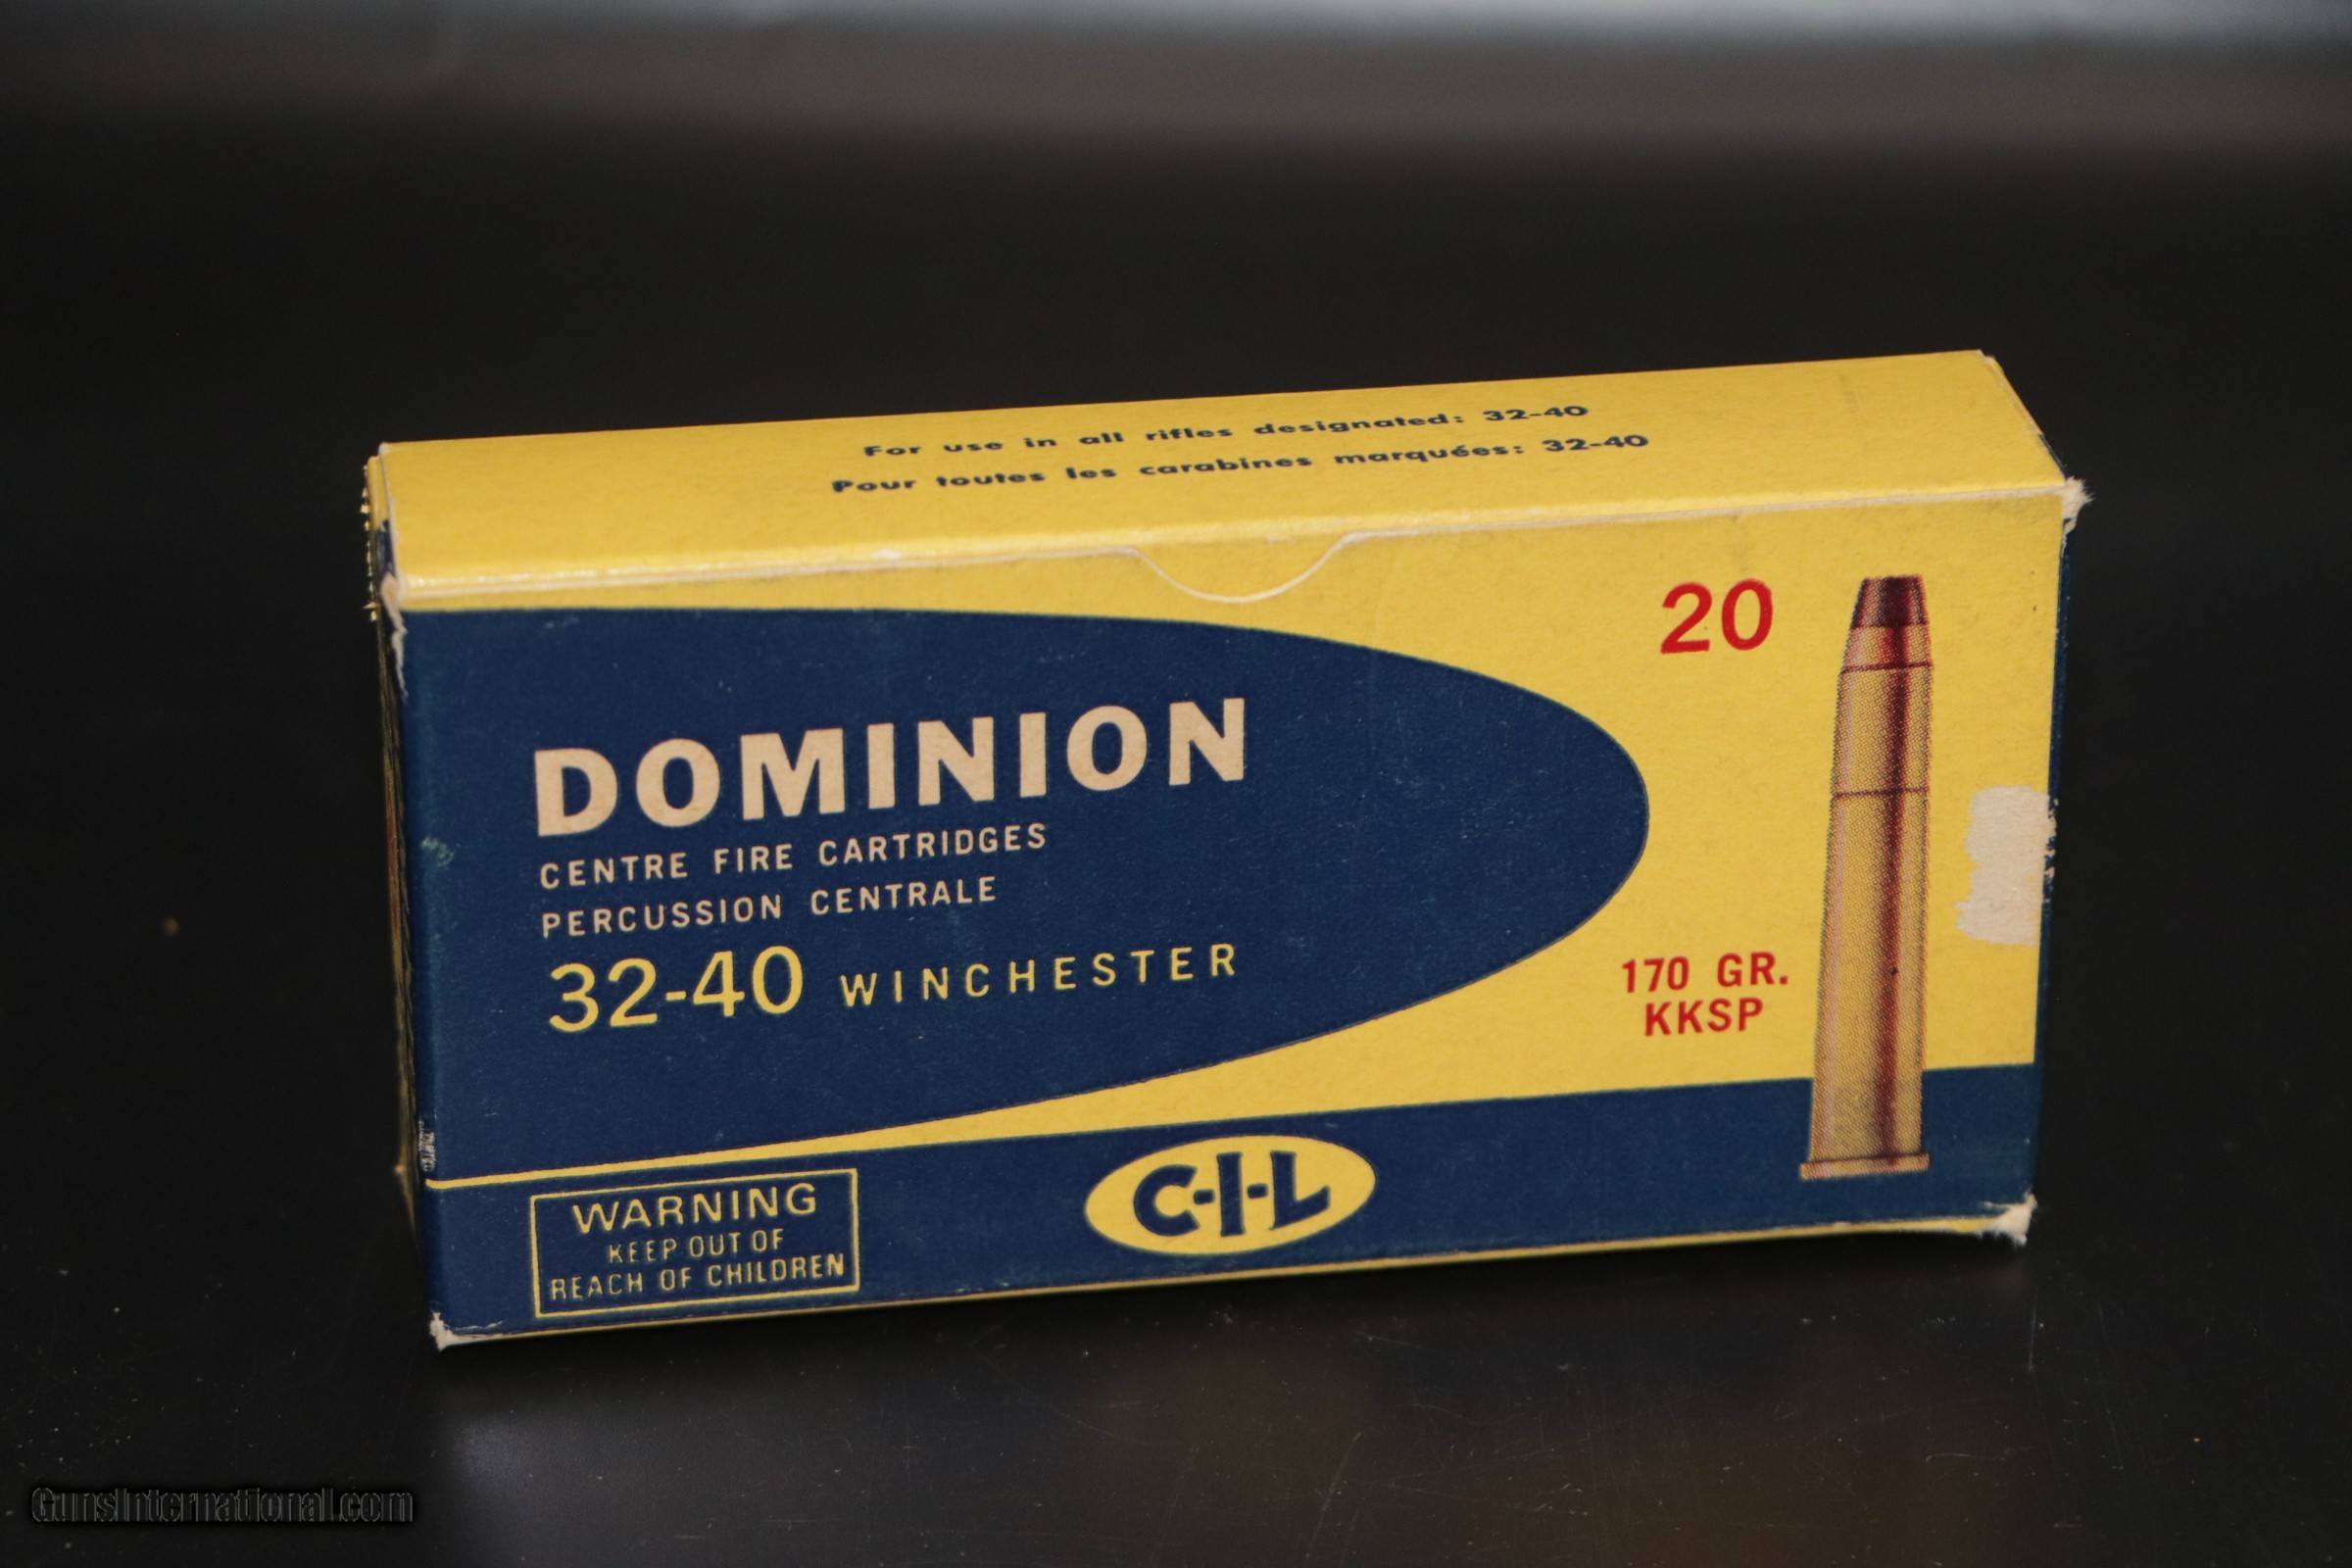 For use in all rifles designated: 32-40
Pour toutes les carabines marquées: 32-40
20
DOMINION
CENTRE FIRE CARTRIDGES
PERCUSSION CENTRALE
32-40 WINCHESTER
170 GR.
KKSP
WARNING
KEEP OUT OF
REACH OF CHILDREN
C-I-L
GunsInternational.com